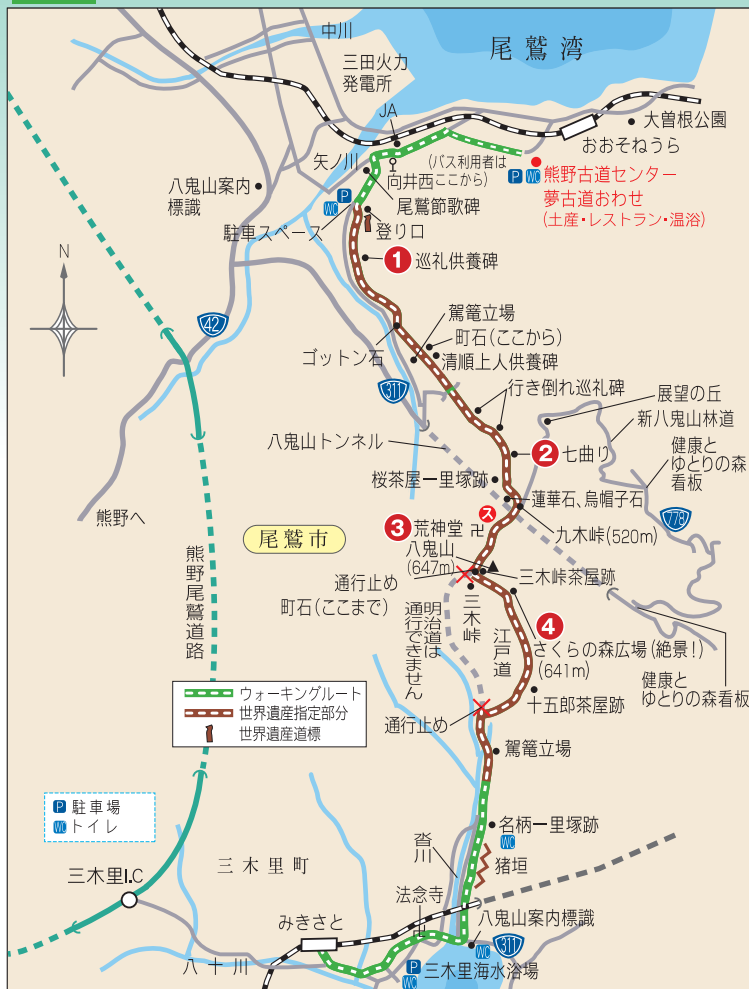 中川
尾鷲湾
三田火力
発電所
JA
大曽根公園
おおそねうら
矢ノ川
(バス利用者は
ここから)
向井西
P WC
熊野古道センター
夢古道おわせ
(土産・レストラン・温浴)
八鬼山案内
標識
P
WC
尾鷲節歌碑
駐車スペース
登り口
1 巡礼供養碑
N
42
駕篭立場
町石(ここから)
清順上人供養碑
ゴットン石
311
行き倒れ巡礼碑
展望の丘
新八鬼山林道
健康と
ゆとりの森
看板
八鬼山トンネル
2 七曲り
桜茶屋一里塚跡
蓮華石、烏帽子石
778
熊野へ
ス
九木峠(520m)
尾鷲市
3 荒神堂 卍
八鬼山
(647m)
通行止め
三木峠茶屋跡
町石(ここまで)
熊野尾鷲道路
三木峠
明治道は
通行できません
江戸道
4
さくらの森広場(絶景!)
(641m)
健康と
ゆとりの森看板
十五郎茶屋跡
ウォーキングルート
世界遺産指定部分
世界遺産道標
通行止め
駕篭立場
P 駐車場
WC トイレ
名柄一里塚跡
WC
沓川
猪垣
三木里町
三木里I.C
法念寺
卍
みきさと
八鬼山案内標識
WC
311
八十川
P
WC
三木里海水浴場